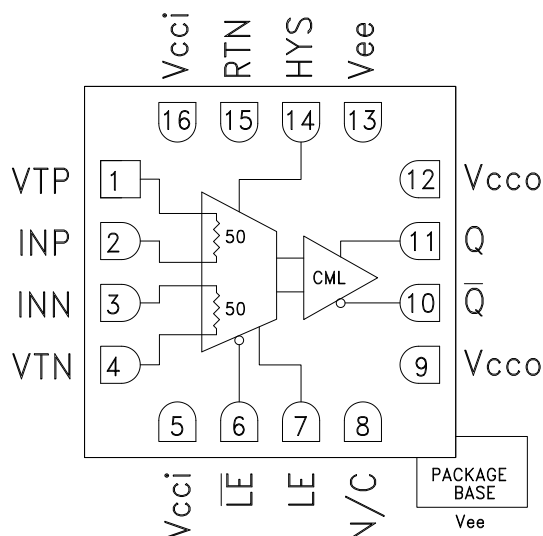 Vcci
RTN
HYS
Vee
16
15
14
13
VTP
1
12
Vcco
INP
2
50
11
Q
CML
INN
3
50
10
Q̅
VTN
4
9
Vcco
5
6
7
8
Vcci
L̅E̅
LE
N/C
PACKAGE
BASE
Vee